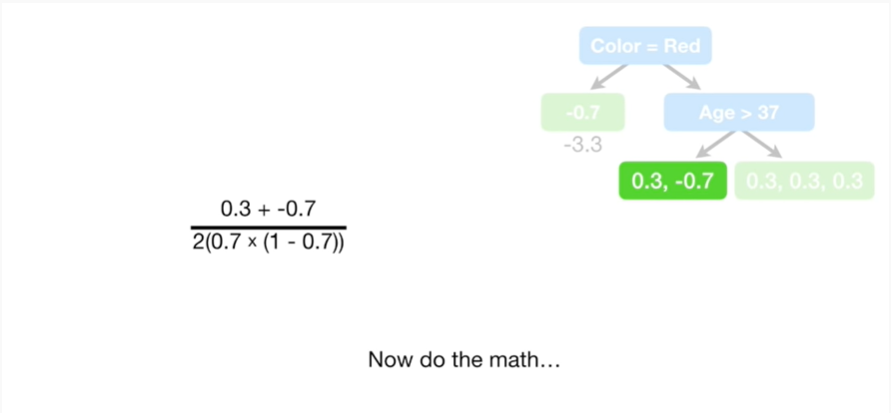 Color = Red
-0.7
Age > 37
-3.3
0.3, -0.7
0.3, 0.3, 0.3
0.3 + -0.7
2(0.7 × (1 - 0.7))
Now do the math…